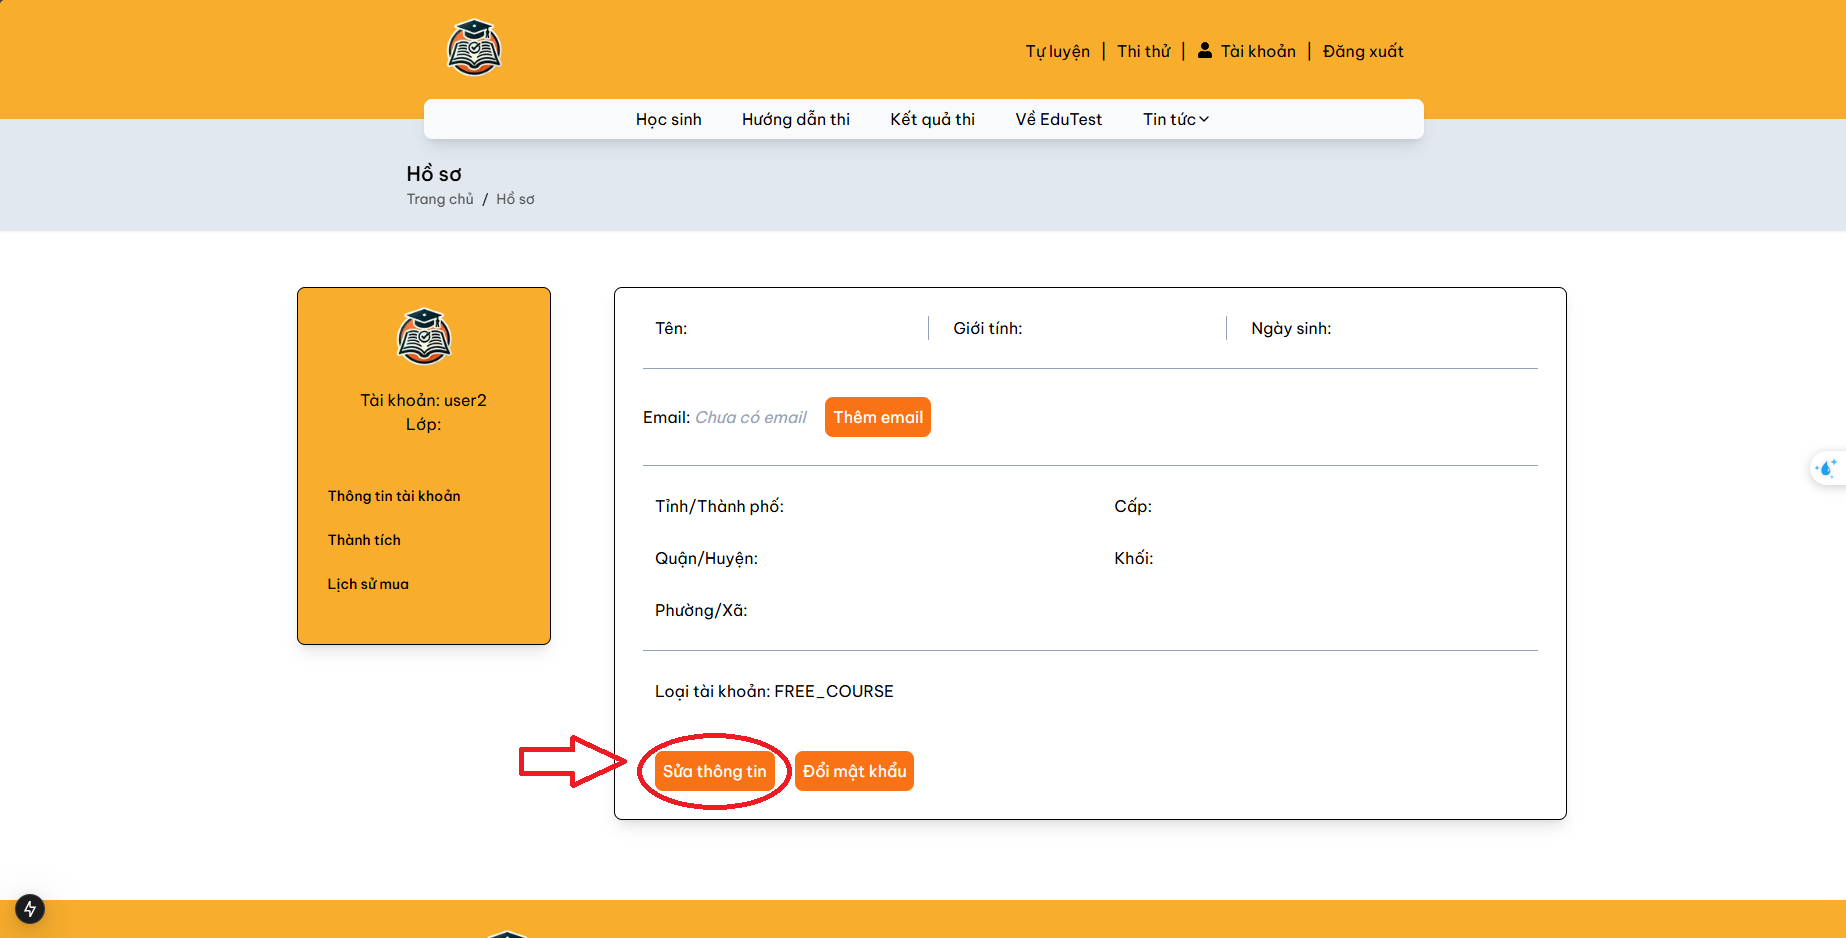 Tự luyện | Thi thử | Tài khoản | Đăng xuất
Học sinh Hướng dẫn thi Kết quả thi Về EduTest Tin tức
Hồ sơ
Trang chủ / Hồ sơ
Tài khoản: user2
Lớp:
Thông tin tài khoản
Thành tích
Lịch sử mua
Tên: Giới tính: Ngày sinh:
Email: Chưa có email Thêm email
Tỉnh/Thành phố: Cấp:
Quận/Huyện: Khối:
Phường/Xã:
Loại tài khoản: FREE_COURSE
Sửa thông tin Đổi mật khẩu